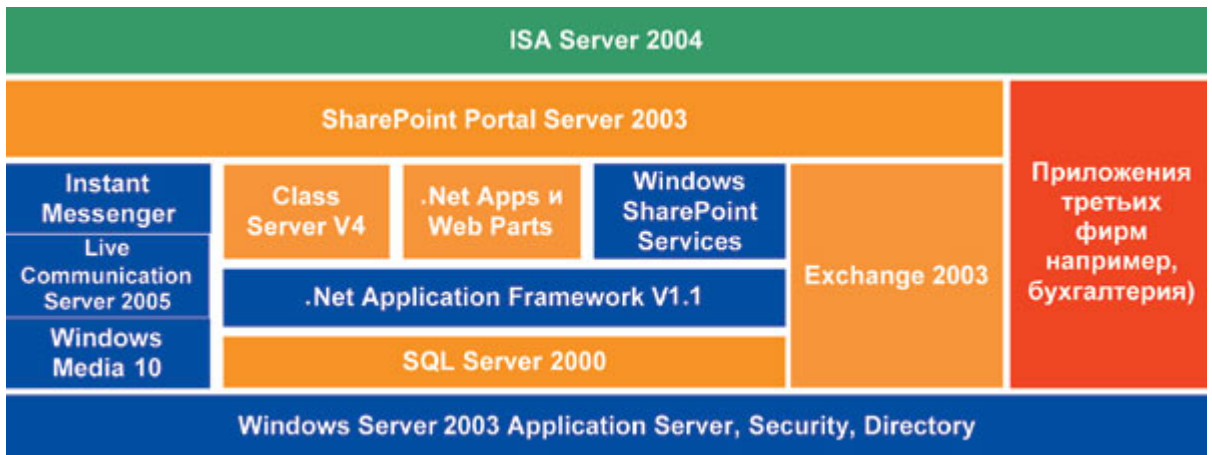 ISA Server 2004
SharePoint Portal Server 2003
Instant
Messenger
Live
Communication
Server 2005
Windows
Media 10
Class
Server V4
.Net Apps и
Web Parts
Windows
SharePoint
Services
.Net Application Framework V1.1
SQL Server 2000
Exchange 2003
Приложения
третьих
фирм
например,
бухгалтерия)
Windows Server 2003 Application Server, Security, Directory